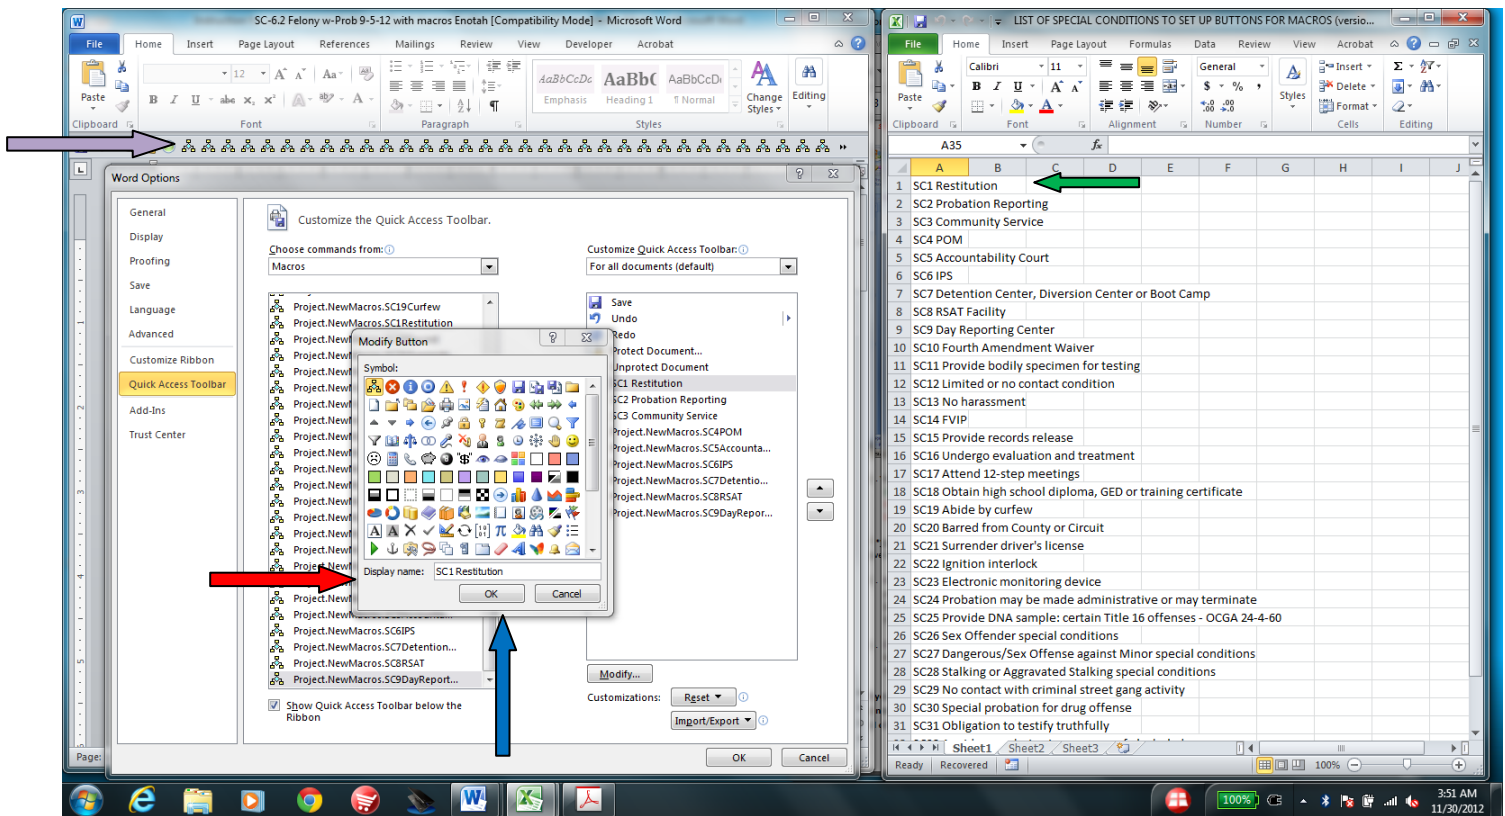 SC-6.2 Felony w-Prob 9-5-12 with macros Enotah [Compatibility Mode] - Microsoft Word
File Home Insert Page Layout References Mailings Review View Developer Acrobat
Paste
12
Aa
B I U abe x, x² A ab A
AaBbCcDc AaBbC AaBbCcD
Emphasis Heading 1 ¶ Normal
Change Styles
Editing
Clipboard Font Paragraph Styles
Word Options
General
Display
Proofing
Save
Language
Advanced
Customize Ribbon
Quick Access Toolbar
Add-Ins
Trust Center
Customize the Quick Access Toolbar.
Choose commands from:
Macros
Project.NewMacros.SC19Curfew
Project.NewMacros.SC1Restitution
Project.NewMacros.SC6IPS
Project.NewMacros.SC7Detention...
Project.NewMacros.SC8RSAT
Project.NewMacros.SC9DayReport...
Show Quick Access Toolbar below the
Ribbon
Customize Quick Access Toolbar:
For all documents (default)
Save
Undo
Redo
Protect Document...
Unprotect Document
SC1 Restitution
SC2 Probation Reporting
SC3 Community Service
Project.NewMacros.SC4POM
Project.NewMacros.SC5Accounta...
Project.NewMacros.SC6IPS
Project.NewMacros.SC7Detentio...
Project.NewMacros.SC8RSAT
Project.NewMacros.SC9DayRepor...
Modify...
Customizations: Reset
Import/Export
OK Cancel
Modify Button
Symbol:
Display name: SC1 Restitution
OK Cancel
Page:
LIST OF SPECIAL CONDITIONS TO SET UP BUTTONS FOR MACROS (versio...
File Home Insert Page Layout Formulas Data Review View Acrobat
Paste
Calibri 11
B I U
General
$ % ,
Styles
Insert
Delete
Format
Clipboard Font Alignment Number Cells Editing
A35 fx
A B C D E F G H I J
1 SC1 Restitution
2 SC2 Probation Reporting
3 SC3 Community Service
4 SC4 POM
5 SC5 Accountability Court
6 SC6 IPS
7 SC7 Detention Center, Diversion Center or Boot Camp
8 SC8 RSAT Facility
9 SC9 Day Reporting Center
10 SC10 Fourth Amendment Waiver
11 SC11 Provide bodily specimen for testing
12 SC12 Limited or no contact condition
13 SC13 No harassment
14 SC14 FVIP
15 SC15 Provide records release
16 SC16 Undergo evaluation and treatment
17 SC17 Attend 12-step meetings
18 SC18 Obtain high school diploma, GED or training certificate
19 SC19 Abide by curfew
20 SC20 Barred from County or Circuit
21 SC21 Surrender driver's license
22 SC22 Ignition interlock
23 SC23 Electronic monitoring device
24 SC24 Probation may be made administrative or may terminate
25 SC25 Provide DNA sample: certain Title 16 offenses - OCGA 24-4-60
26 SC26 Sex Offender special conditions
27 SC27 Dangerous/Sex Offense against Minor special conditions
28 SC28 Stalking or Aggravated Stalking special conditions
29 SC29 No contact with criminal street gang activity
30 SC30 Special probation for drug offense
31 SC31 Obligation to testify truthfully
Sheet1 Sheet2 Sheet3
Ready Recovered 100%
100%
3:51 AM
11/30/2012